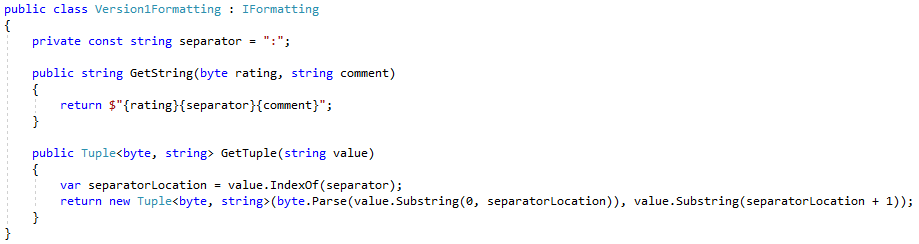 public class Version1Formatting : IFormatting
{
    private const string separator = ":";
    public string GetString(byte rating, string comment)
    {
        return $"{rating}{separator}{comment}";
    }
    public Tuple<byte, string> GetTuple(string value)
    {
        var separatorLocation = value.IndexOf(separator);
        return new Tuple<byte, string>(byte.Parse(value.Substring(0, separatorLocation)), value.Substring(separatorLocation + 1));
    }
}